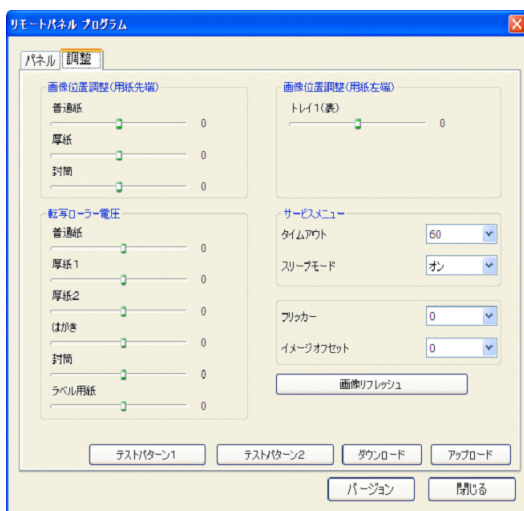 リモートパネル プログラム
パネル
調整
画像位置調整(用紙先端)
普通紙
0
厚紙
0
封筒
0
画像位置調整(用紙左端)
トレイ1(表)
0
転写ローラー電圧
普通紙
0
厚紙1
0
厚紙2
0
はがき
0
封筒
0
ラベル用紙
0
サービスメニュー
タイムアウト 60
スリープモード オン
フリッカー 0
イメージオフセット 0
画像リフレッシュ
テストパターン1 テストパターン2 ダウンロード アップロード
バージョン 閉じる